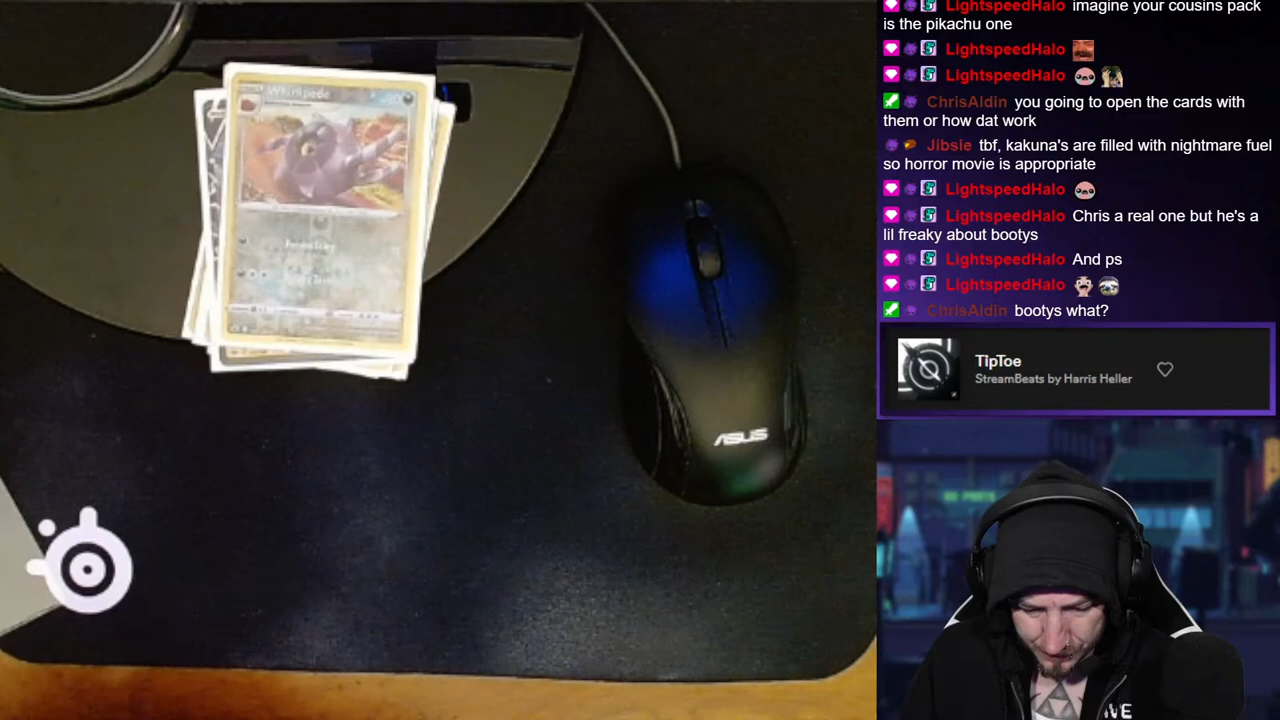 Whirlipede
ASUS
LightspeedHalo imagine your cousins pack
is the pikachu one
LightspeedHalo
LightspeedHalo
ChrisAldin you going to open the cards with
them or how dat work
Jibsie tbf, kakuna's are filled with nightmare fuel
so horror movie is appropriate
LightspeedHalo
LightspeedHalo Chris a real one but he's a
lil freaky about bootys
LightspeedHalo And ps
LightspeedHalo
ChrisAldin bootys what?
TipToe
StreamBeats by Harris Heller